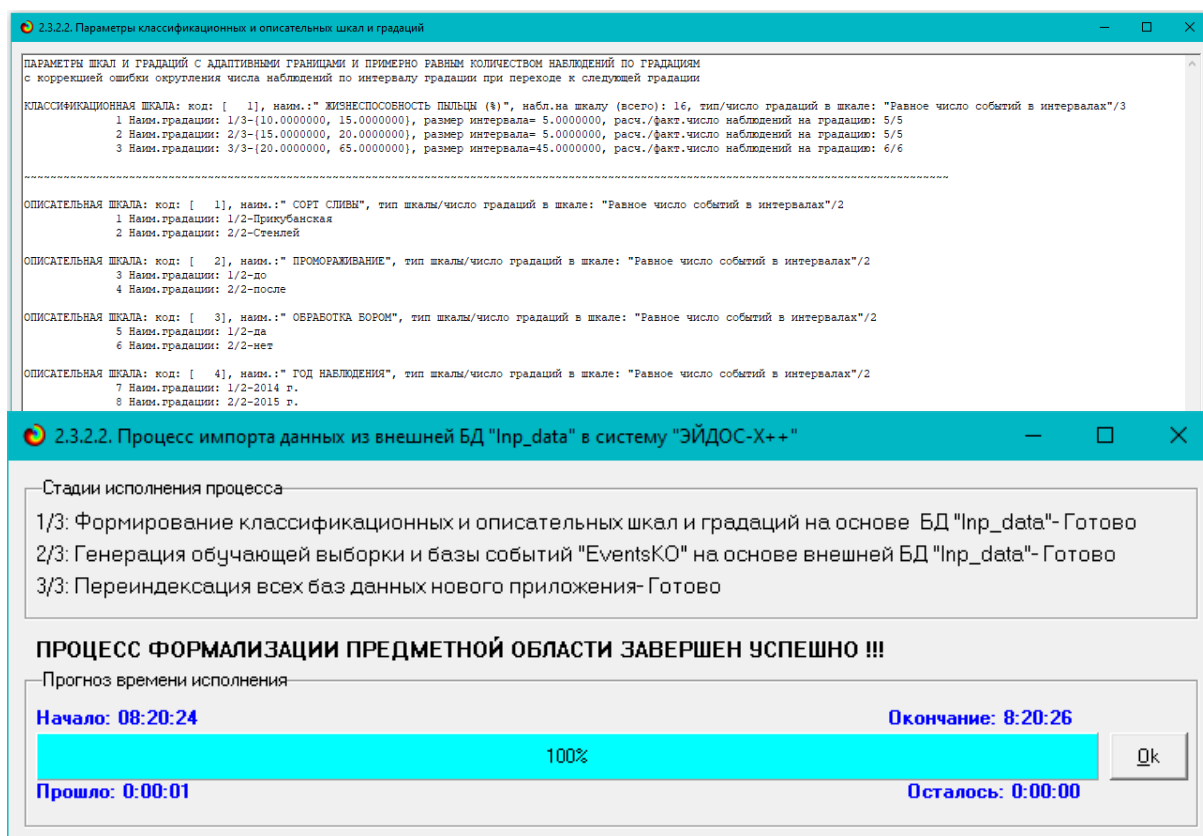 2.3.2.2. Параметры классификационных и описательных шкал и градаций
ПАРАМЕТРЫ ШКАЛ И ГРАДАЦИЙ С АДАПТИВНЫМИ ГРАНИЦАМИ И ПРИМЕРНО РАВНЫМ КОЛИЧЕСТВОМ НАБЛЮДЕНИЙ ПО ГРАДАЦИЯМ
с коррекцией ошибки округления числа наблюдений по интервалу градации при переходе к следующей градации
КЛАССИФИКАЦИОННАЯ ШКАЛА: код: [   1], наим.:" ЖИЗНЕСПОСОБНОСТЬ ПЫЛЬЦЫ (%)", набл.на шкалу (всего): 16, тип/число градаций в шкале: "Равное число событий в интервалах"/3
1 Наим.градации: 1/3-{10.0000000, 15.0000000}, размер интервала= 5.0000000, расч./факт.число наблюдений на градацию: 5/5
2 Наим.градации: 2/3-{15.0000000, 20.0000000}, размер интервала= 5.0000000, расч./факт.число наблюдений на градацию: 5/5
3 Наим.градации: 3/3-{20.0000000, 65.0000000}, размер интервала=45.0000000, расч./факт.число наблюдений на градацию: 6/6
ОПИСАТЕЛЬНАЯ ШКАЛА: код: [   1], наим.:" СОРТ СЛИВЫ", тип шкалы/число градаций в шкале: "Равное число событий в интервалах"/2
1 Наим.градации: 1/2-Прикубанская
2 Наим.градации: 2/2-Стенлей
ОПИСАТЕЛЬНАЯ ШКАЛА: код: [   2], наим.:" ПРОМОРАЖИВАНИЕ", тип шкалы/число градаций в шкале: "Равное число событий в интервалах"/2
3 Наим.градации: 1/2-до
4 Наим.градации: 2/2-после
ОПИСАТЕЛЬНАЯ ШКАЛА: код: [   3], наим.:" ОБРАБОТКА БОРОМ", тип шкалы/число градаций в шкале: "Равное число событий в интервалах"/2
5 Наим.градации: 1/2-да
6 Наим.градации: 2/2-нет
ОПИСАТЕЛЬНАЯ ШКАЛА: код: [   4], наим.:" ГОД НАБЛЮДЕНИЯ", тип шкалы/число градаций в шкале: "Равное число событий в интервалах"/2
7 Наим.градации: 1/2-2014 г.
8 Наим.градации: 2/2-2015 г.
2.3.2.2. Процесс импорта данных из внешней БД "Inp_data" в систему "ЭЙДОС-X++"
Стадии исполнения процесса
1/3: Формирование классификационных и описательных шкал и градаций на основе  БД "Inp_data"- Готово
2/3: Генерация обучающей выборки и базы событий "EventsKO" на основе внешней БД "Inp_data"- Готово
3/3: Переиндексация всех баз данных нового приложения- Готово
ПРОЦЕСС ФОРМАЛИЗАЦИИ ПРЕДМЕТНОЙ ОБЛАСТИ ЗАВЕРШЕН УСПЕШНО !!!
Прогноз времени исполнения
Начало: 08:20:24 Окончание: 8:20:26
100% Ok
Прошло: 0:00:01 Осталось: 0:00:00